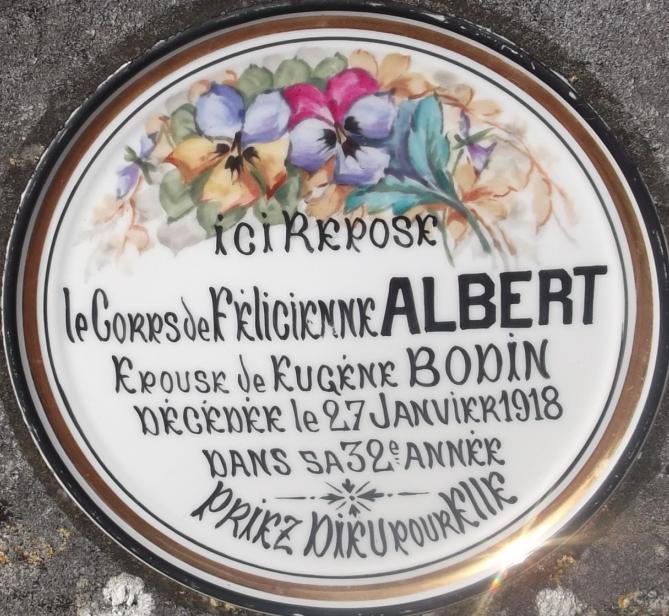 ici REPOSE
le CORPS de FÉLICIENNE ALBERT
EPOUSE de EUGÉNE BODIN
DÉCÉDÉE le 27 JANVIER 1918
DANS SA 32e ANNÉE
PRIEZ DIEU POUR ELLE